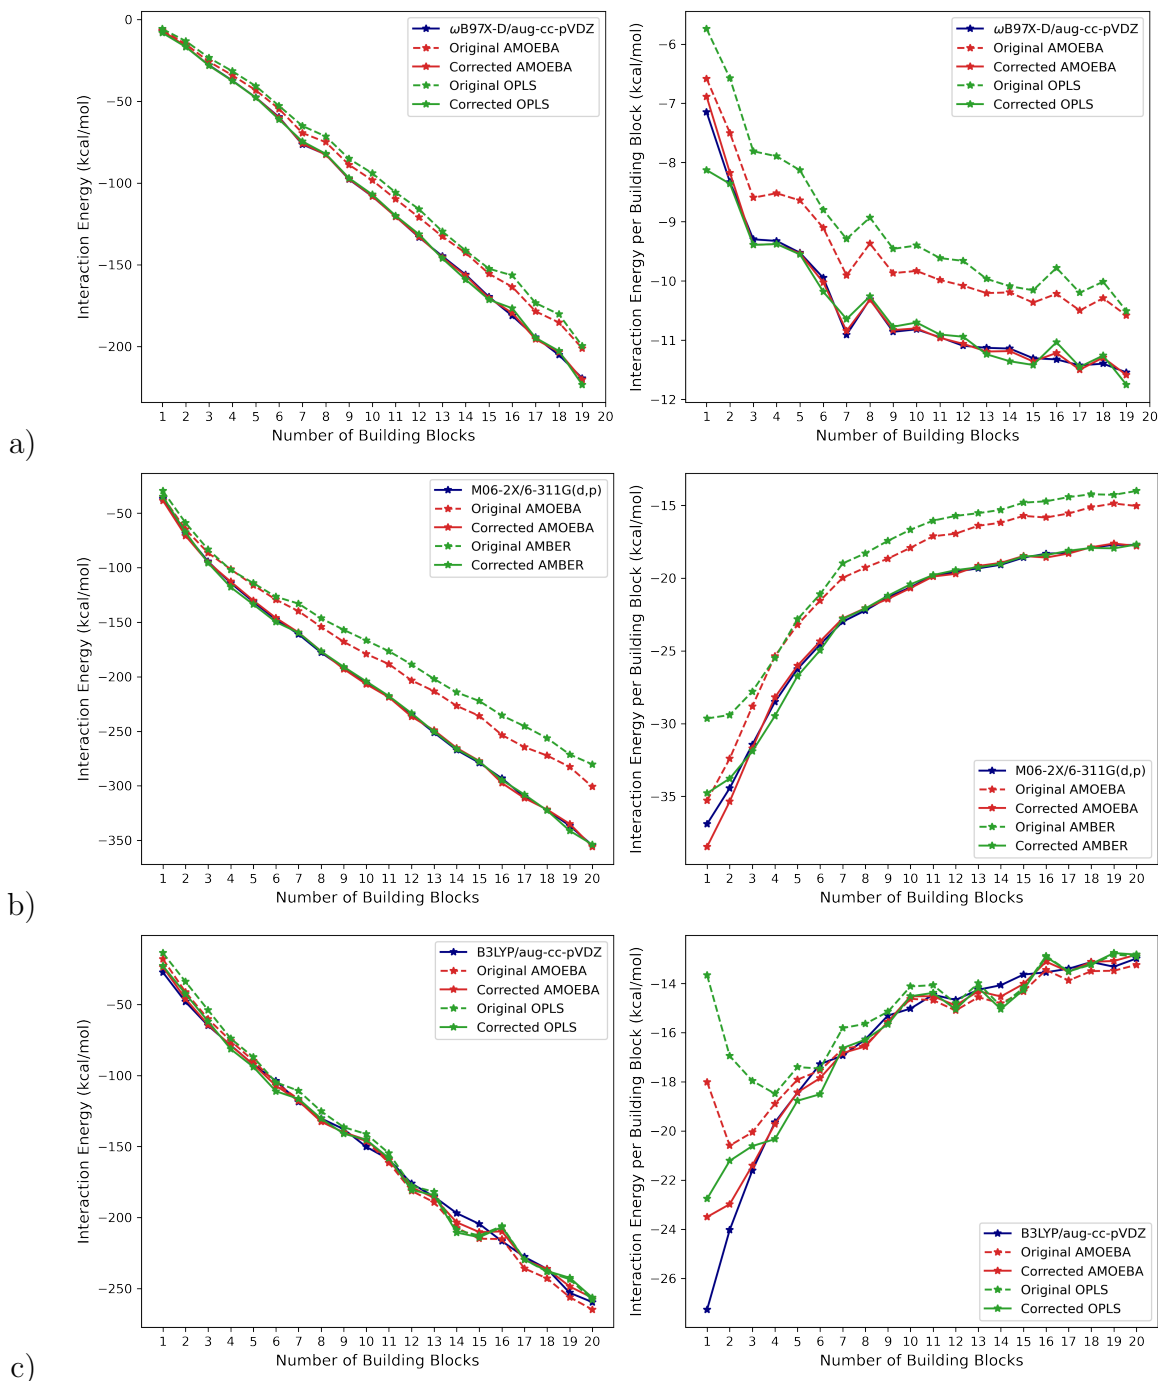 ωB97X-D/aug-cc-pVDZ
Original AMOEBA
Corrected AMOEBA
Original OPLS
Corrected OPLS
Interaction Energy (kcal/mol)
0
−50
−100
−150
−200
1 2 3 4 5 6 7 8 9 10 11 12 13 14 15 16 17 18 19 20
Number of Building Blocks
ωB97X-D/aug-cc-pVDZ
Original AMOEBA
Corrected AMOEBA
Original OPLS
Corrected OPLS
Interaction Energy per Building Block (kcal/mol)
−6
−7
−8
−9
−10
−11
−12
1 2 3 4 5 6 7 8 9 10 11 12 13 14 15 16 17 18 19 20
Number of Building Blocks
a)
M06-2X/6-311G(d,p)
Original AMOEBA
Corrected AMOEBA
Original AMBER
Corrected AMBER
Interaction Energy (kcal/mol)
−50
−100
−150
−200
−250
−300
−350
1 2 3 4 5 6 7 8 9 10 11 12 13 14 15 16 17 18 19 20
Number of Building Blocks
Interaction Energy per Building Block (kcal/mol)
−15
−20
−25
−30
−35
M06-2X/6-311G(d,p)
Original AMOEBA
Corrected AMOEBA
Original AMBER
Corrected AMBER
1 2 3 4 5 6 7 8 9 10 11 12 13 14 15 16 17 18 19 20
Number of Building Blocks
b)
B3LYP/aug-cc-pVDZ
Original AMOEBA
Corrected AMOEBA
Original OPLS
Corrected OPLS
Interaction Energy (kcal/mol)
−50
−100
−150
−200
−250
1 2 3 4 5 6 7 8 9 10 11 12 13 14 15 16 17 18 19 20
Number of Building Blocks
Interaction Energy per Building Block (kcal/mol)
−14
−16
−18
−20
−22
−24
−26
B3LYP/aug-cc-pVDZ
Original AMOEBA
Corrected AMOEBA
Original OPLS
Corrected OPLS
1 2 3 4 5 6 7 8 9 10 11 12 13 14 15 16 17 18 19 20
Number of Building Blocks
c)